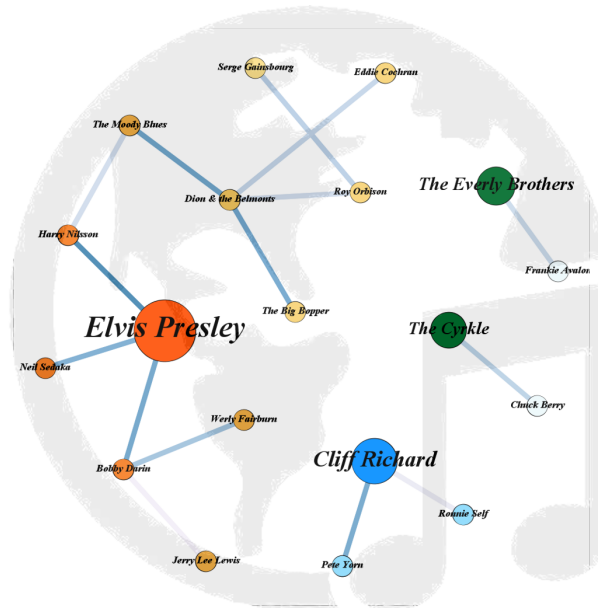 Serge Gainsbourg
Eddie Cochran
The Moody Blues
The Everly Brothers
Roy Orbison
Dion & the Belmonts
Harry Nilsson
Frankie Avalon
The Big Bopper
Elvis Presley
The Cyrkle
Neil Sedaka
Chuck Berry
Werly Fairburn
Cliff Richard
Bobby Darin
Ronnie Self
Jerry Lee Lewis
Pete Yorn